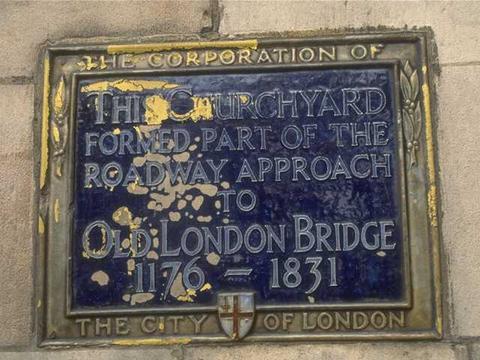 THE CORPORATION OF
THIS CHURCHYARD
FORMED PART OF THE
ROADWAY APPROACH
TO
OLD LONDON BRIDGE
1176 – 1831
THE CITY OF LONDON